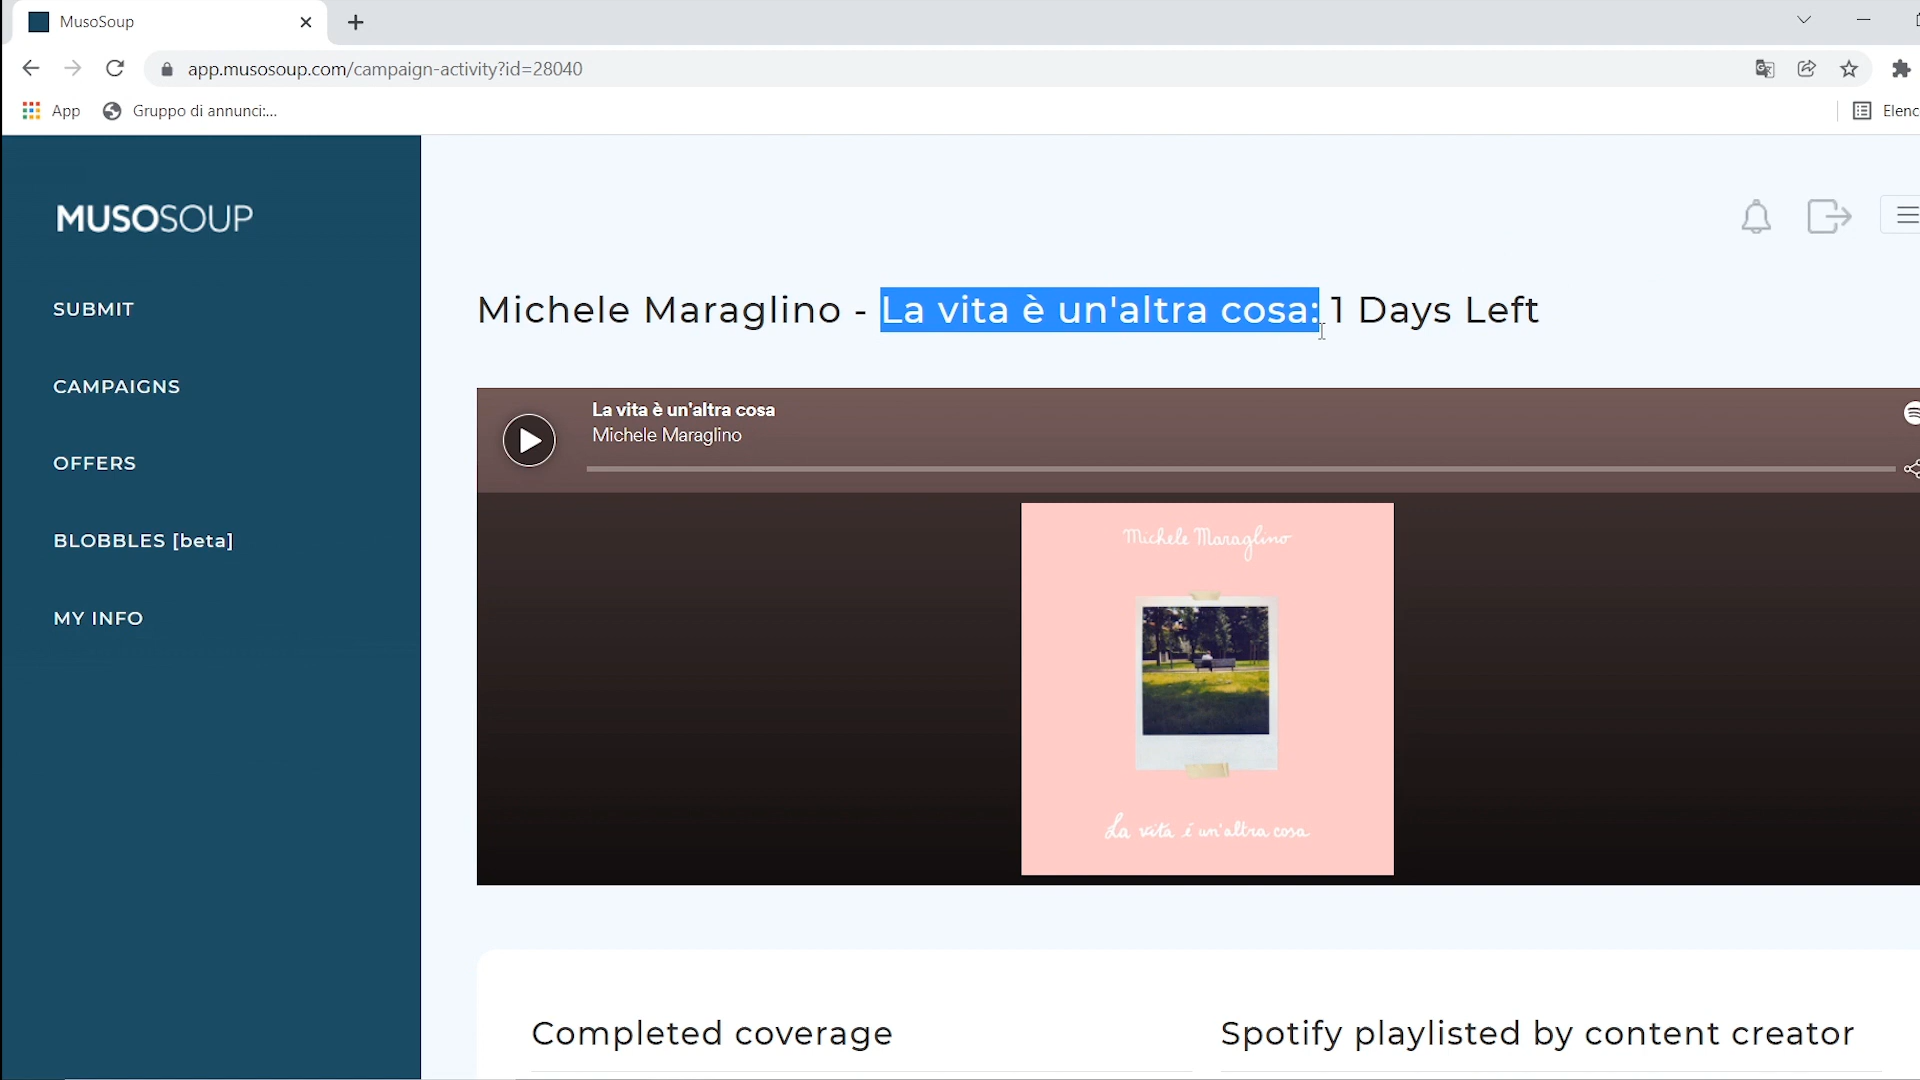 MusoSoup
app.musosoup.com/campaign-activity?id=28040
App
Gruppo di annunci:...
Elenc
MUSOSOUP
SUBMIT
CAMPAIGNS
OFFERS
BLOBBLES [beta]
MY INFO
Michele Maraglino - La vita è un'altra cosa: 1 Days Left
La vita è un'altra cosa
Michele Maraglino
Michele Maraglino
La vita è un'altra cosa
Completed coverage
Spotify playlisted by content creator